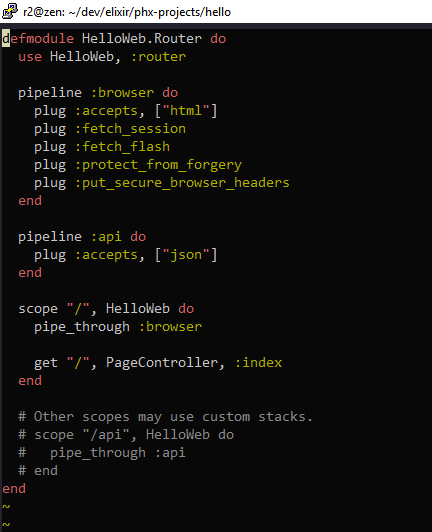 r2@zen: ~/dev/elixir/phx-projects/hello
defmodule HelloWeb.Router do
  use HelloWeb, :router

  pipeline :browser do
    plug :accepts, ["html"]
    plug :fetch_session
    plug :fetch_flash
    plug :protect_from_forgery
    plug :put_secure_browser_headers
  end

  pipeline :api do
    plug :accepts, ["json"]
  end

  scope "/", HelloWeb do
    pipe_through :browser

    get "/", PageController, :index
  end

  # Other scopes may use custom stacks.
  # scope "/api", HelloWeb do
  #   pipe_through :api
  # end
end
~
~